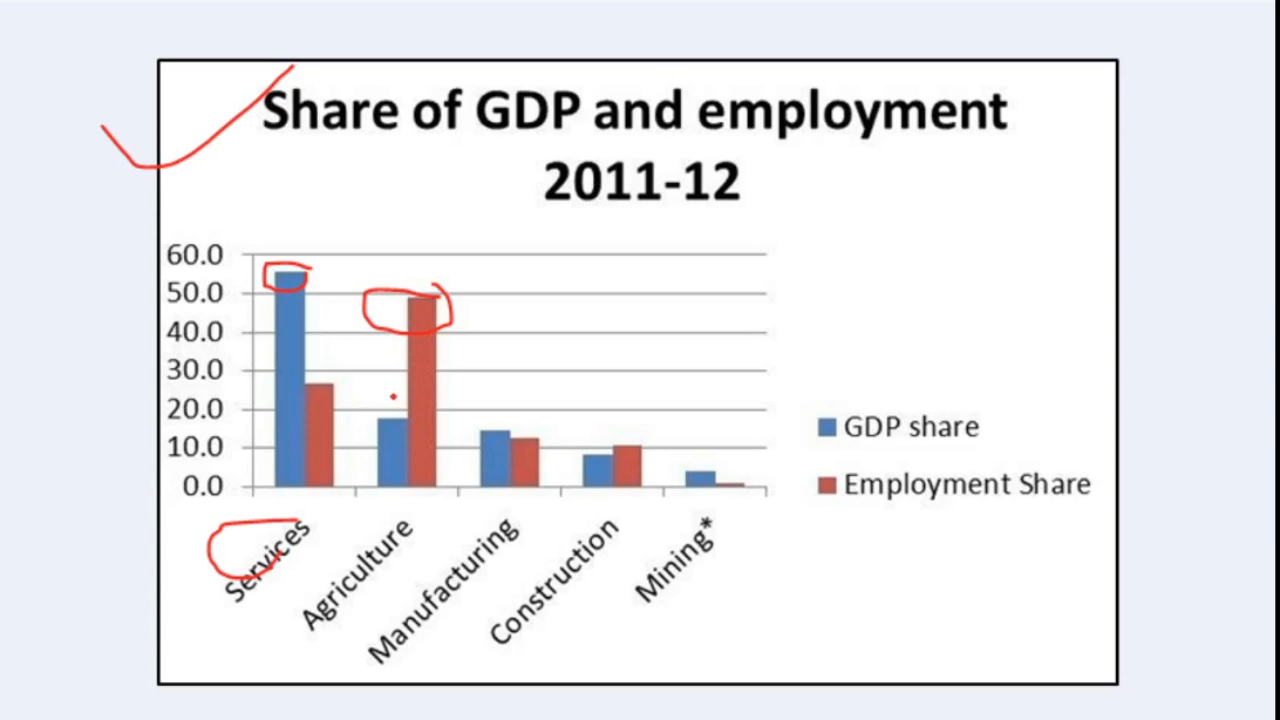 Share of GDP and employment
2011-12
60.0
50.0
40.0
30.0
20.0
10.0
0.0
Services
Agriculture
Manufacturing
Construction
Mining*
GDP share
Employment Share